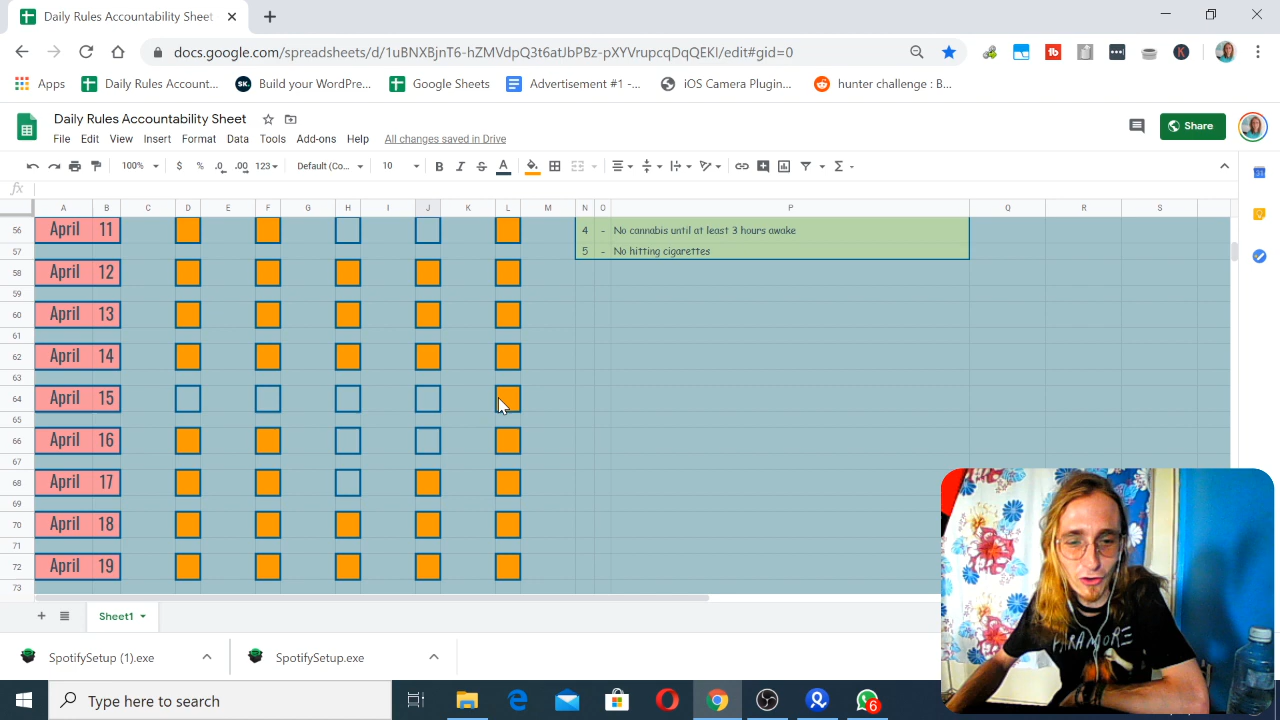 Daily Rules Accountability Sheet
docs.google.com/spreadsheets/d/1uBNXBjnT6-hZMVdpQ3t6atJbPBz-pXYVrupcqDqQEKI/edit#gid=0
Apps Daily Rules Account... Build your WordPre... Google Sheets Advertisement #1 -... iOS Camera Plugin... hunter challenge : B...
Daily Rules Accountability Sheet
File Edit View Insert Format Data Tools Add-ons Help All changes saved in Drive
Share
100% $ % .0 .00 123 Default (Co... 10 B I S A
fx
A B C D E F G H I J K L M N O P Q R S
56 April 11 4 - No cannabis until at least 3 hours awake
57 5 - No hitting cigarettes
58 April 12
59
60 April 13
61
62 April 14
63
64 April 15
65
66 April 16
67
68 April 17
69
70 April 18
71
72 April 19
73
Sheet1
SpotifySetup (1).exe SpotifySetup.exe
PARAMORE
Type here to search
6